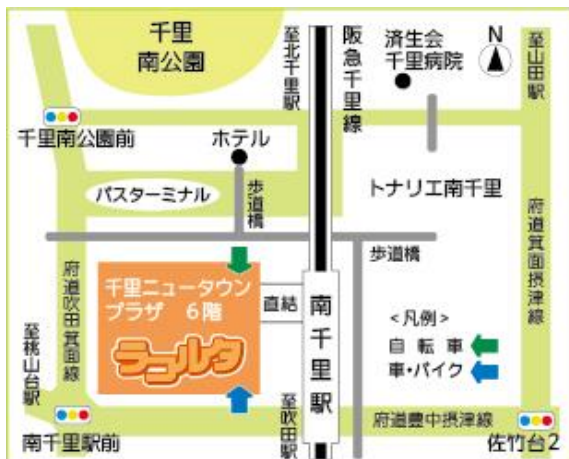 千里
南公園
至北千里駅
阪急千里線
済生会
千里病院
N
至山田駅
千里南公園前
ホテル
バスターミナル
歩道橋
トナリエ南千里
府道箕面摂津線
歩道橋
府道吹田箕面線
千里ニュータウン
プラザ 6階
ラコルタ
直結
南千里駅
<凡例>
自転車
車・バイク
至桃山台駅
南千里駅前
至吹田駅
府道豊中摂津線
佐竹台2